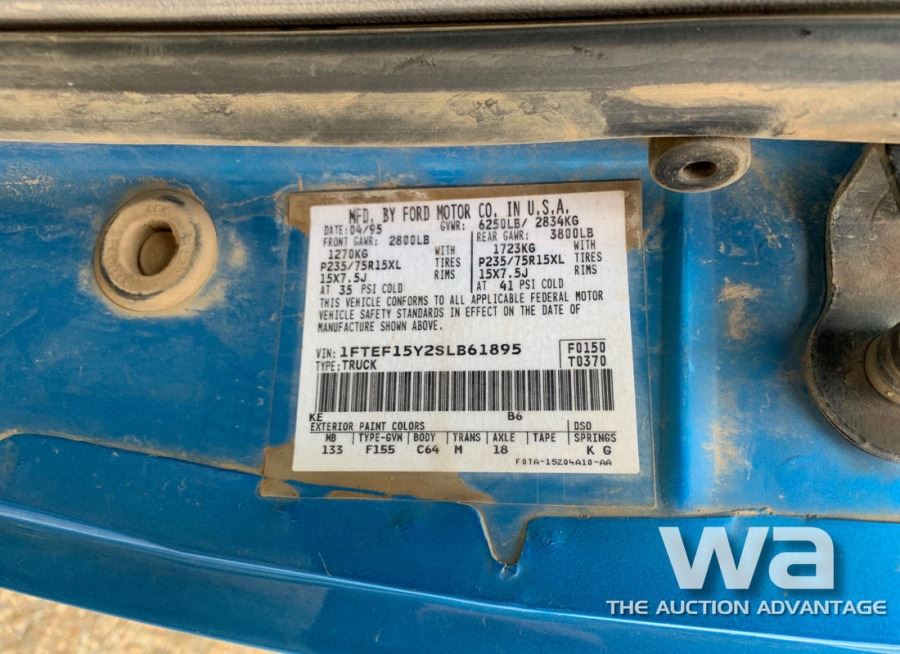 MFD. BY FORD MOTOR CO. IN U.S.A.
DATE:04/95 GVWR: 6250LB/ 2834KG
FRONT GAWR: 2800LB REAR GAWR: 3800LB
1270KG WITH 1723KG WITH
P235/75R15XL TIRES P235/75R15XL TIRES
15X7.5J RIMS 15X7.5J RIMS
AT 35 PSI COLD AT 41 PSI COLD
THIS VEHICLE CONFORMS TO ALL APPLICABLE FEDERAL MOTOR
VEHICLE SAFETY STANDARDS IN EFFECT ON THE DATE OF
MANUFACTURE SHOWN ABOVE.
VIN: 1FTEF15Y2SLB61895 F0150
TYPE:TRUCK T0370
KE B6
EXTERIOR PAINT COLORS DSO
WB TYPE-GVW BODY TRANS AXLE TAPE SPRINGS
133 F155 C64 M 18 K G
F0TA-15204A10-AA
wa
THE AUCTION ADVANTAGE